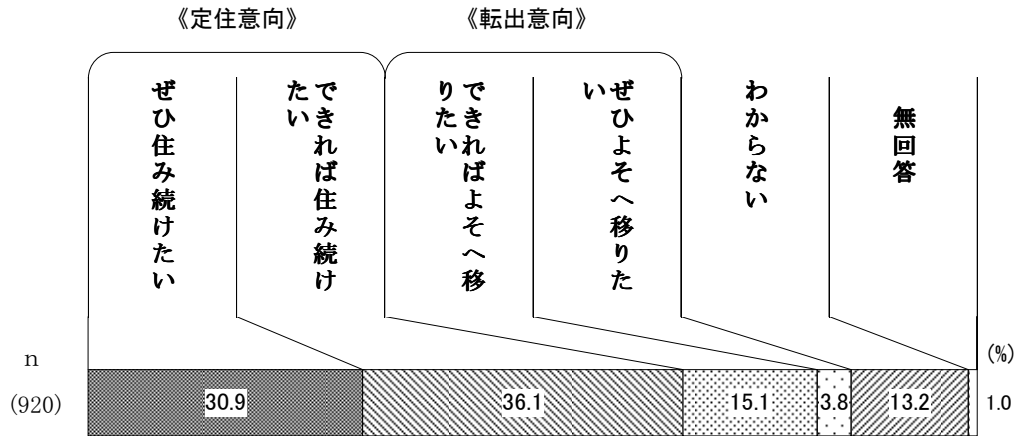 《定住意向》
《転出意向》
ぜひ住み続けたい
できれば住み続け
たい
できればよそへ移
りたい
ぜひよそへ移りた
い
わからない
無回答
(%)
n
(920)
30.9
36.1
15.1
3.8
13.2
1.0